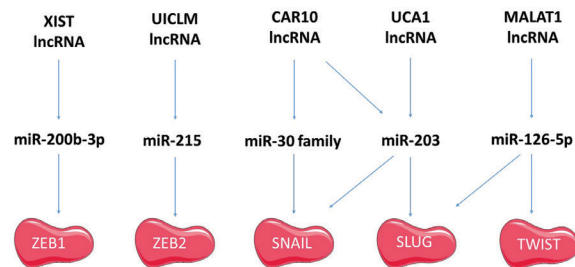 XIST UICLM CAR10 UCA1 MALAT1
lncRNA lncRNA lncRNA lncRNA lncRNA
miR-200b-3p miR-215 miR-30 family miR-203 miR-126-5p
ZEB1 ZEB2 SNAIL SLUG TWIST